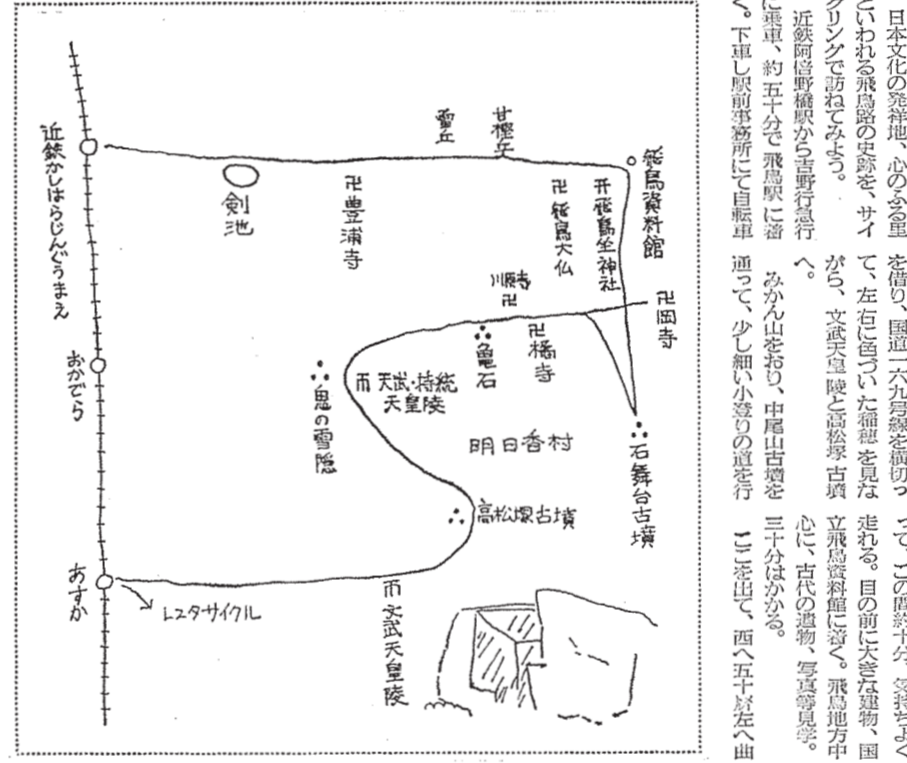 日本文化の発祥地、心のふる里
といわれる飛鳥路の史跡を、サイ
クリングで訪ねてみよう。
近鉄阿倍野橋駅から吉野行急行
に乗車、約五十分で飛鳥駅に着
く。下車し駅前事務所にて自転車
を借り、国道一六九号線を横切っ
て、左右に色づいた稲穂を見な
がら、文武天皇陵と高松塚古墳
へ。
みかん山をおり、中尾山古墳を
通って、少し細い小登りの道を行
って、この間約十分、気持ちよく
走れる。目の前に大きな建物、国
立飛鳥資料館に着く。飛鳥地方中
心に、古代の遺物、写真等見学。
三十分はかかる。
ここを出て、西へ五十㍍左へ曲
飛鳥資料館
甘樫丘
雷丘
近鉄かしはらじんぐうまえ
剣池
卍豊浦寺
卍飛鳥大仏
开飛鳥坐神社
川原寺
卍
卍岡寺
卍橘寺
亀石
天武・持統
天皇陵
鬼の雪隠
おかでら
明日香村
石舞台古墳
高松塚古墳
あすか
レンタサイクル
文武天皇陵